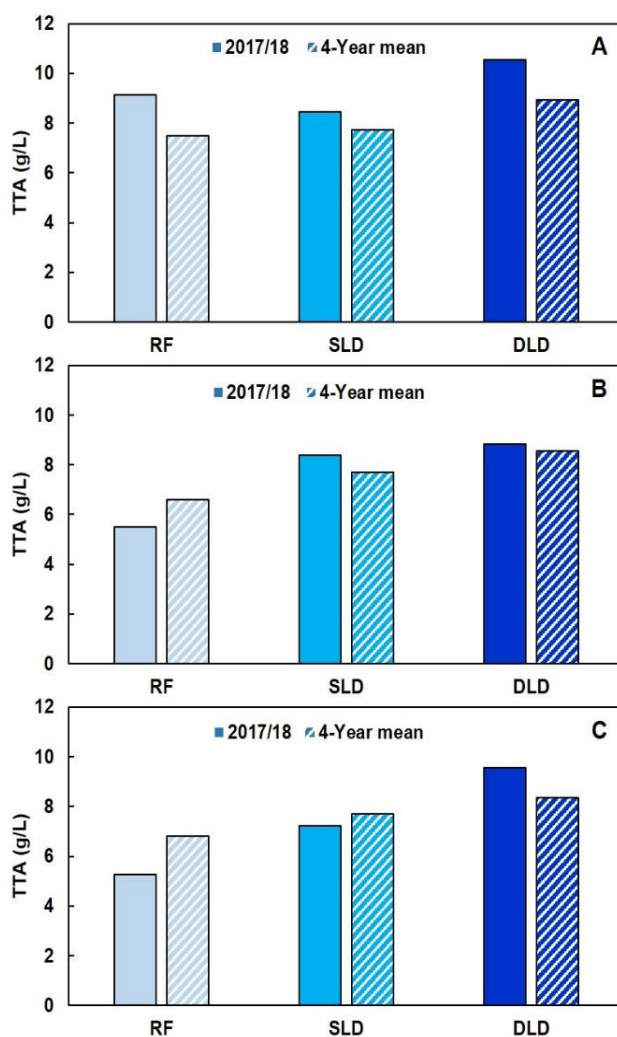 12
2017/18 4-Year mean A
10
8
TTA (g/L)
6
4
2
0
RF SLD DLD
12
2017/18 4-Year mean B
10
8
TTA (g/L)
6
4
2
0
RF SLD DLD
12
2017/18 4-Year mean C
10
8
TTA (g/L)
6
4
2
0
RF SLD DLD